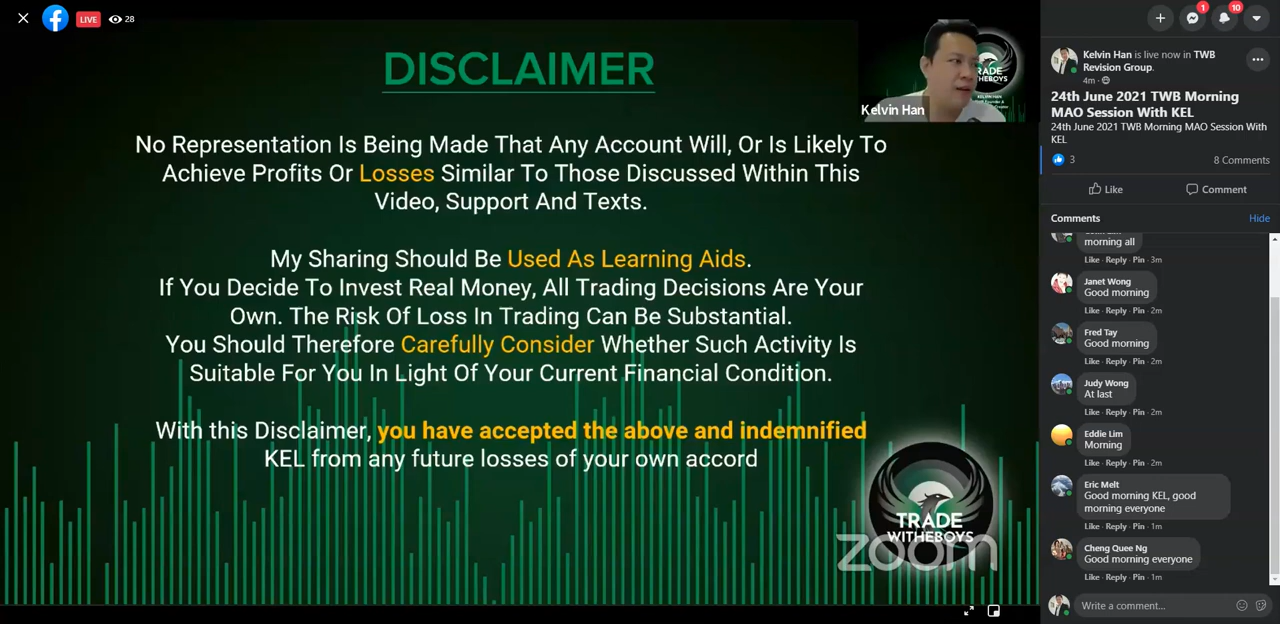 LIVE
28
DISCLAIMER
No Representation Is Being Made That Any Account Will, Or Is Likely To
Achieve Profits Or Losses Similar To Those Discussed Within This
Video, Support And Texts.
My Sharing Should Be Used As Learning Aids.
If You Decide To Invest Real Money, All Trading Decisions Are Your
Own. The Risk Of Loss In Trading Can Be Substantial.
You Should Therefore Carefully Consider Whether Such Activity Is
Suitable For You In Light Of Your Current Financial Condition.
With this Disclaimer, you have accepted the above and indemnified
KEL from any future losses of your own accord
TRADE
WITHEBOYS
zoom
Kelvin Han
1
10
Kelvin Han is live now in TWB
Revision Group.
4m ·
24th June 2021 TWB Morning
MAO Session With KEL
24th June 2021 TWB Morning MAO Session With
KEL
3
8 Comments
Like
Comment
Comments
Hide
morning all
Like · Reply · Pin · 3m
Janet Wong
Good morning
Like · Reply · Pin · 2m
Fred Tay
Good morning
Like · Reply · Pin · 2m
Judy Wong
At last
Like · Reply · Pin · 2m
Eddie Lim
Morning
Like · Reply · Pin · 2m
Eric Melt
Good morning KEL, good
morning everyone
Like · Reply · Pin · 1m
Cheng Quee Ng
Good morning everyone
Like · Reply · Pin · 1m
Write a comment...